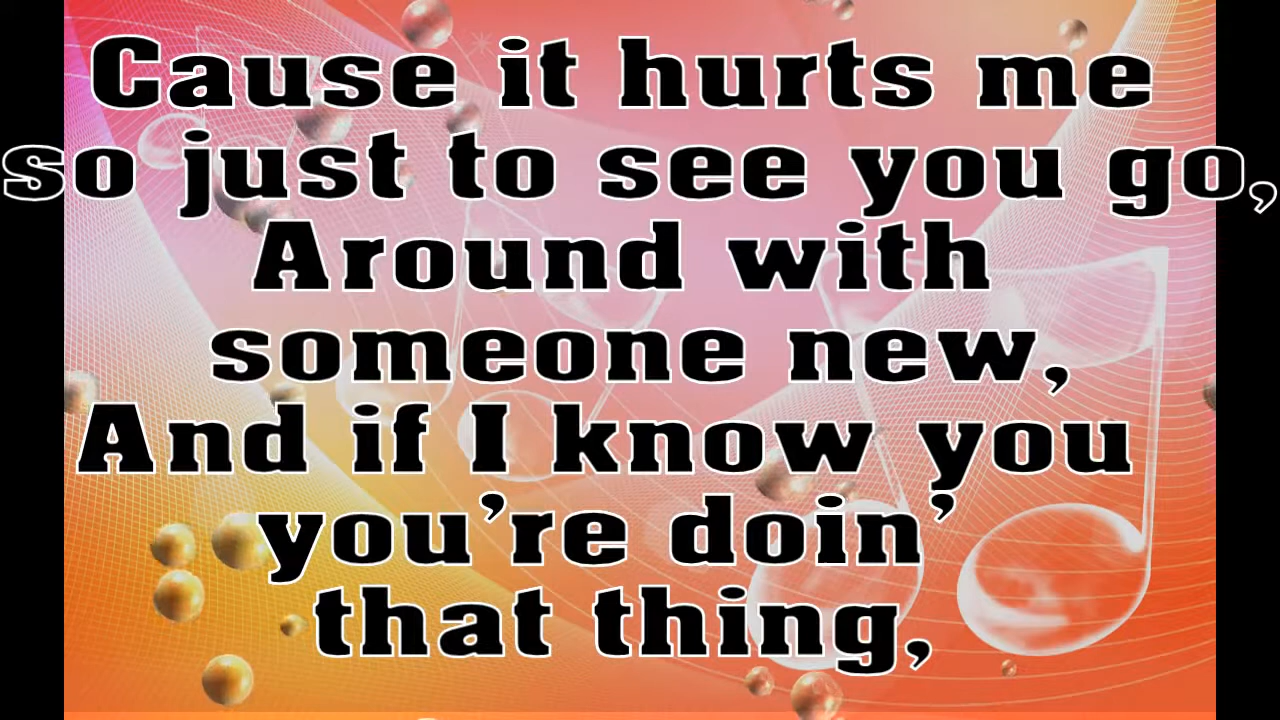 Cause it hurts me
so just to see you go,
Around with
someone new,
And if I know you
you're doin'
that thing,